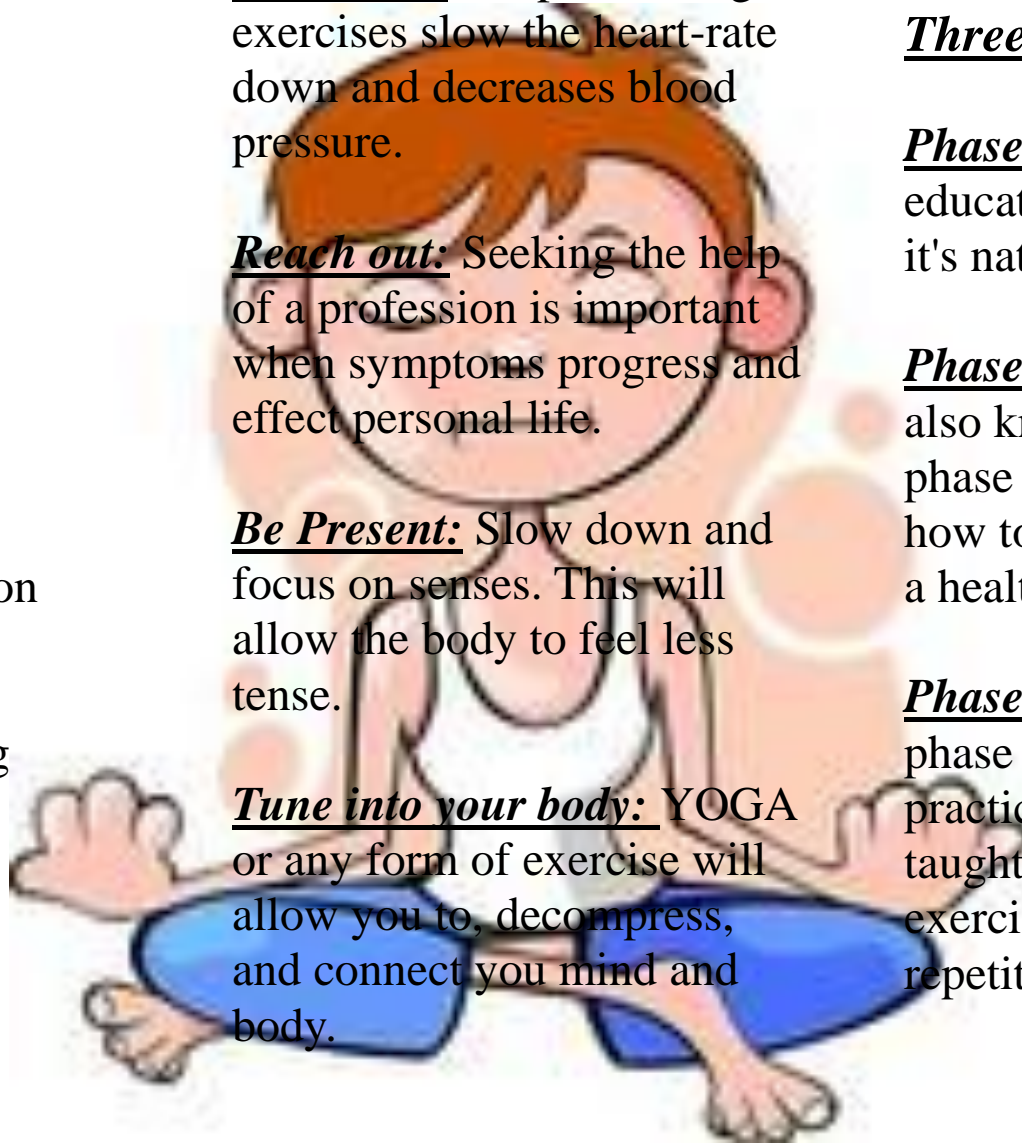 exercises slow the heart-rate
down and decreases blood
pressure.
Reach out: Seeking the help
of a profession is important
when symptoms progress and
effect personal life.
Be Present: Slow down and
focus on senses. This will
allow the body to feel less
tense.
Tune into your body: YOGA
or any form of exercise will
allow you to, decompress,
and connect you mind and
body.
on
g
Three
Phase
educat
it's nat
Phase
also k
phase
how to
a healt
Phase
phase
practic
taught
exerci
repetit